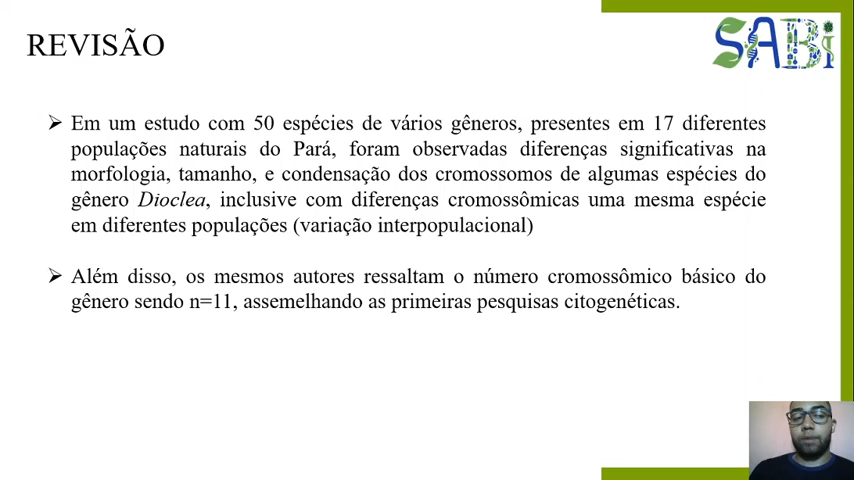 REVISÃO
SABi
Em um estudo com 50 espécies de vários gêneros, presentes em 17 diferentes
populações naturais do Pará, foram observadas diferenças significativas na
morfologia, tamanho, e condensação dos cromossomos de algumas espécies do
gênero Dioclea, inclusive com diferenças cromossômicas uma mesma espécie
em diferentes populações (variação interpopulacional)
Além disso, os mesmos autores ressaltam o número cromossômico básico do
gênero sendo n=11, assemelhando as primeiras pesquisas citogenéticas.